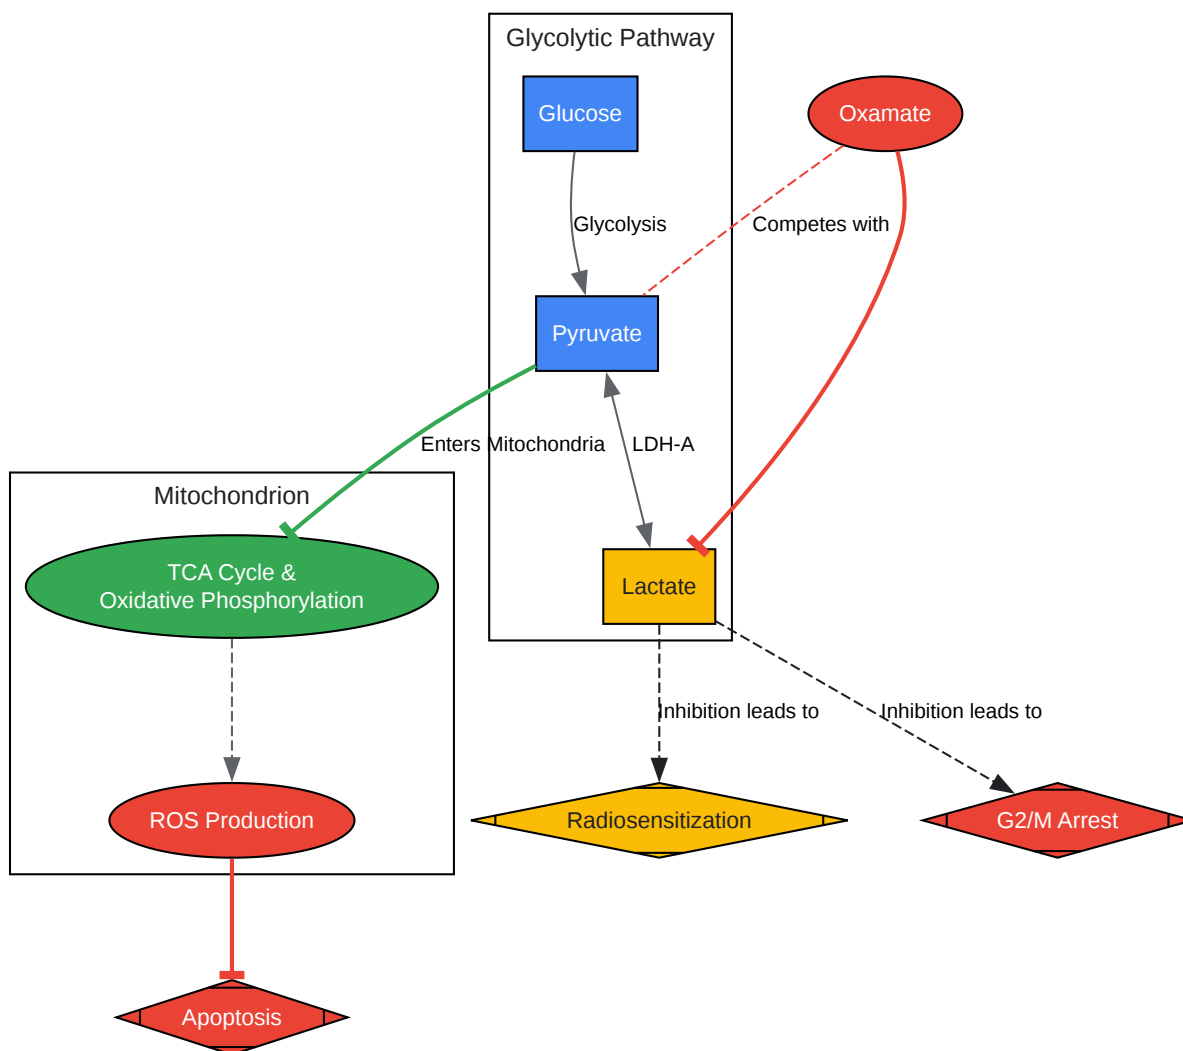 Glycolytic Pathway
Glucose
Oxamate
Glycolysis
Competes with
Pyruvate
Enters Mitochondria
LDH-A
Mitochondrion
TCA Cycle &
Oxidative Phosphorylation
Lactate
Inhibition leads to
Inhibition leads to
ROS Production
Radiosensitization
G2/M Arrest
Apoptosis